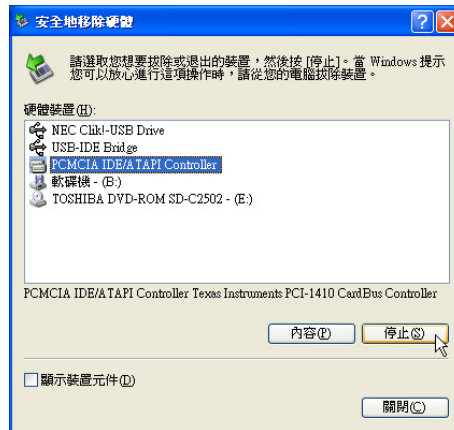 安全地移除硬體
請選取您想要拔除或退出的裝置，然後按 [停止]。當 Windows 提示
您可以放心進行這項操作時，請從您的電腦拔除裝置。
硬體裝置(H):
NEC Clik!-USB Drive
USB-IDE Bridge
PCMCIA IDE/ATAPI Controller
軟碟機 - (B:)
TOSHIBA DVD-ROM SD-C2502 - (E:)
PCMCIA IDE/ATAPI Controller Texas Instruments PCI-1410 CardBus Controller
內容(P) 停止(S)
顯示裝置元件(D)
關閉(C)